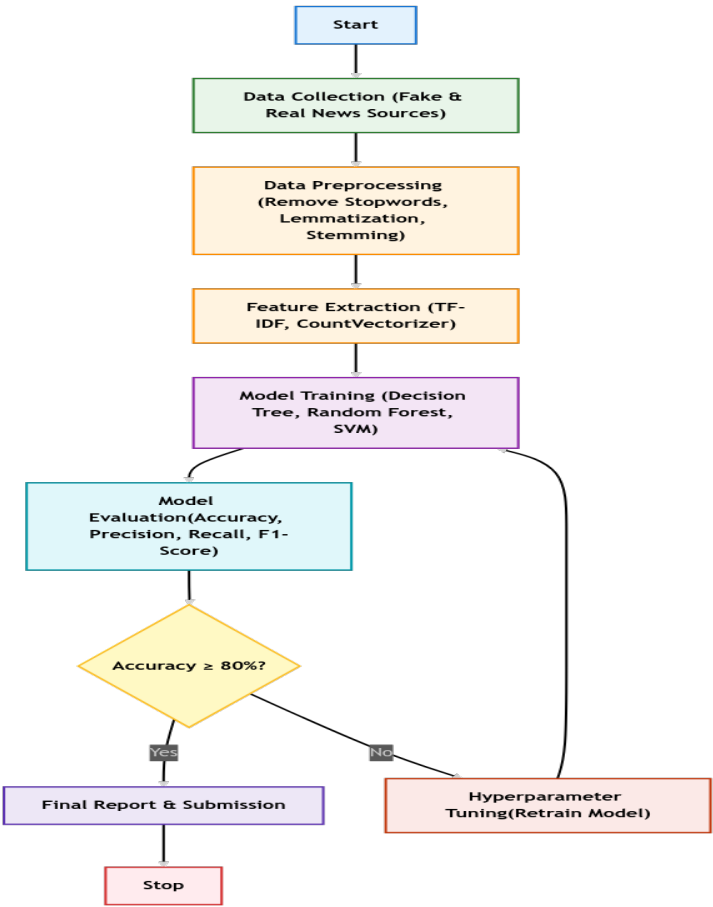 Start
Data Collection (Fake &
Real News Sources)
Data Preprocessing
(Remove Stopwords,
Lemmatization,
Stemming)
Feature Extraction (TF-
IDF, CountVectorizer)
Model Training (Decision
Tree, Random Forest,
SVM)
Model
Evaluation(Accuracy,
Precision, Recall, F1-
Score)
Accuracy ≥ 80%?
Yes
No
Final Report & Submission
Hyperparameter
Tuning(Retrain Model)
Stop